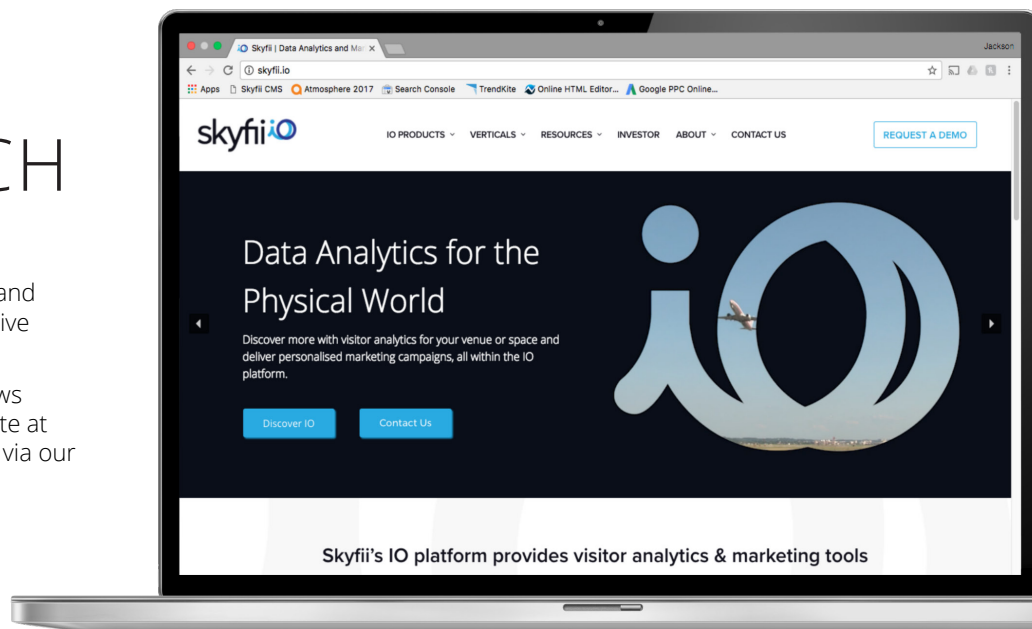 CH
and
ive
ws
te at
via our
Skyfii | Data Analytics and Mar
Jackson
skyfii.io
Apps Skyfii CMS Atmosphere 2017 Search Console TrendKite Online HTML Editor... Google PPC Online...
skyfii iO
IO PRODUCTS VERTICALS RESOURCES INVESTOR ABOUT CONTACT US REQUEST A DEMO
Data Analytics for the
Physical World
Discover more with visitor analytics for your venue or space and
deliver personalised marketing campaigns, all within the IO
platform.
Discover IO Contact Us
iO
Skyfii's IO platform provides visitor analytics & marketing tools